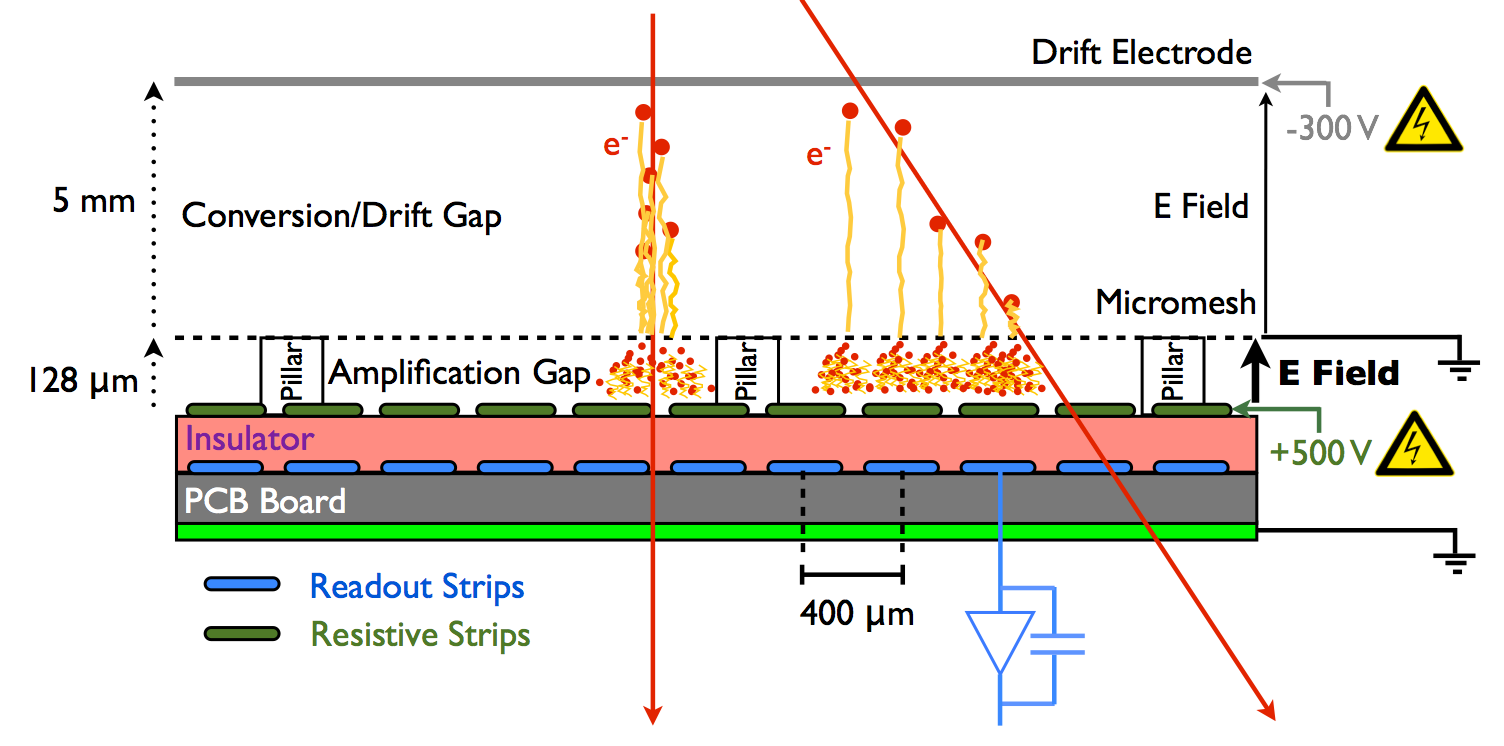 Drift Electrode
-300 V
e-
e-
5 mm
Conversion/Drift Gap
E Field
Micromesh
128 μm
Pillar
Amplification Gap
Pillar
Pillar
E Field
Insulator
+500 V
PCB Board
Readout Strips
400 μm
Resistive Strips